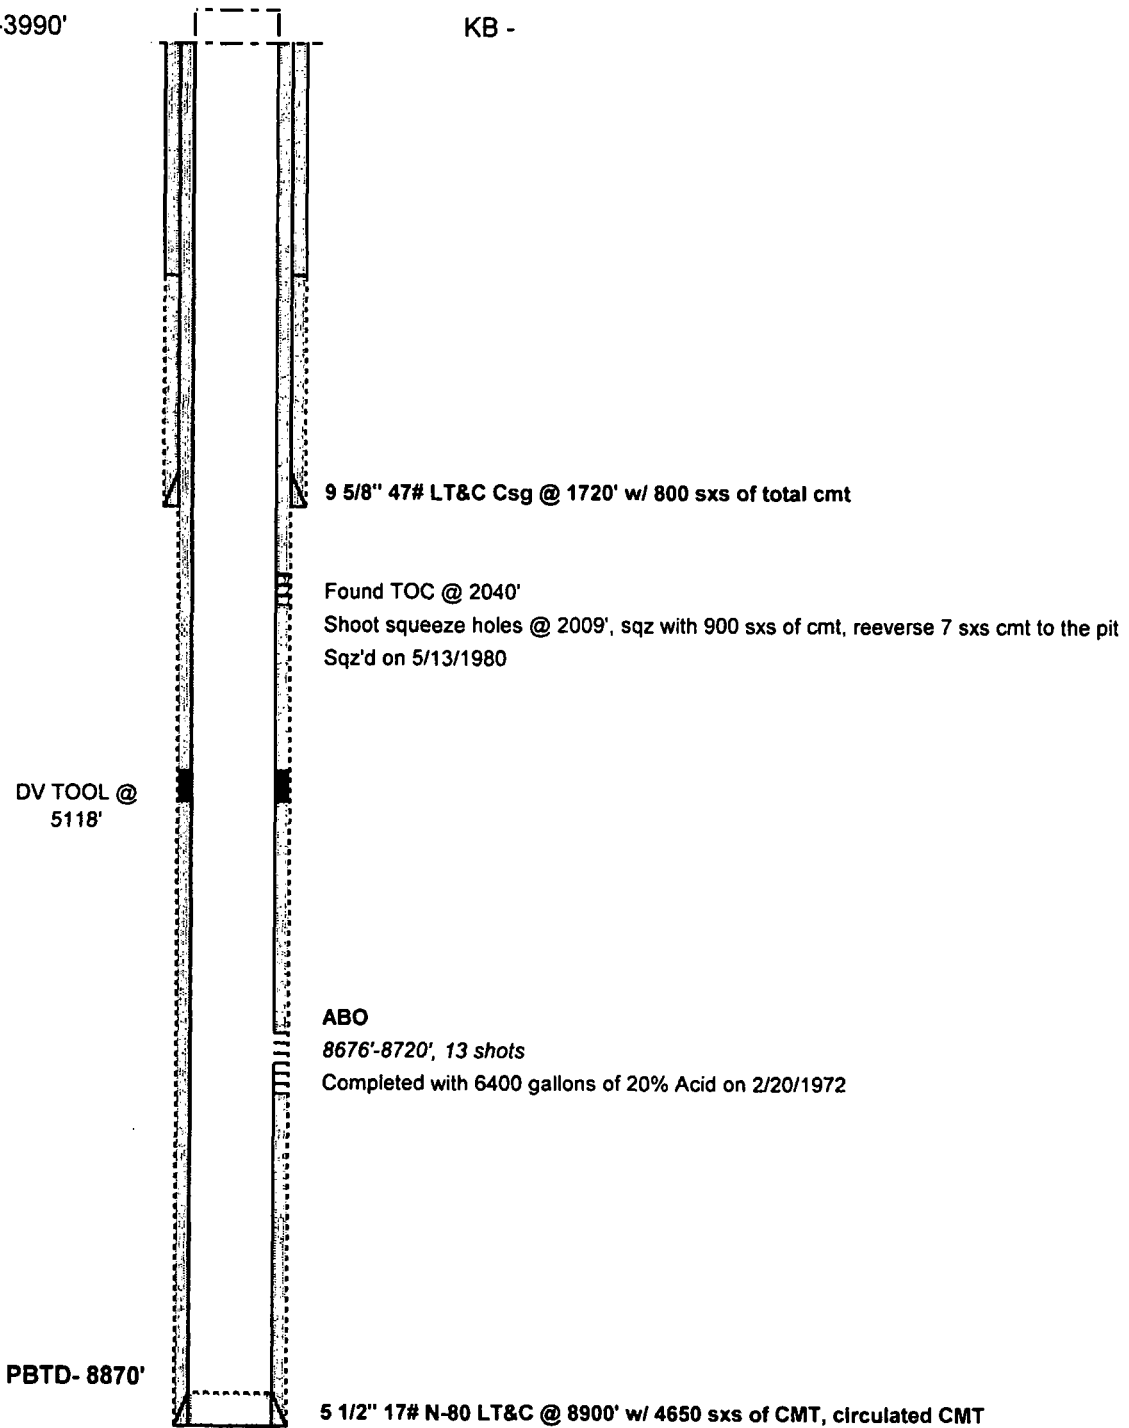 -3990'
KB -
9 5/8" 47# LT&C Csg @ 1720' w/ 800 sxs of total cmt
Found TOC @ 2040'
Shoot squeeze holes @ 2009', sqz with 900 sxs of cmt, reeverse 7 sxs cmt to the pit
Sqz'd on 5/13/1980
DV TOOL @
5118'
ABO
8676'-8720', 13 shots
Completed with 6400 gallons of 20% Acid on 2/20/1972
PBTD- 8870'
5 1/2" 17# N-80 LT&C @ 8900' w/ 4650 sxs of CMT, circulated CMT